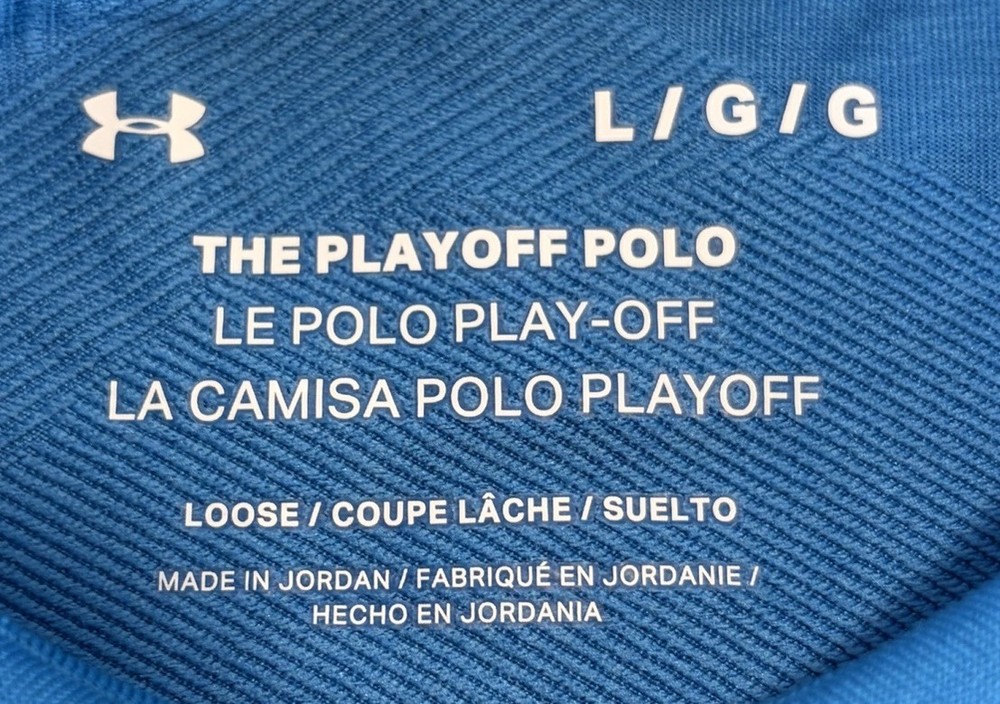 L / G / G
THE PLAYOFF POLO
LE POLO PLAY-OFF
LA CAMISA POLO PLAYOFF
LOOSE / COUPE LÂCHE / SUELTO
MADE IN JORDAN / FABRIQUÉ EN JORDANIE /
HECHO EN JORDANIA